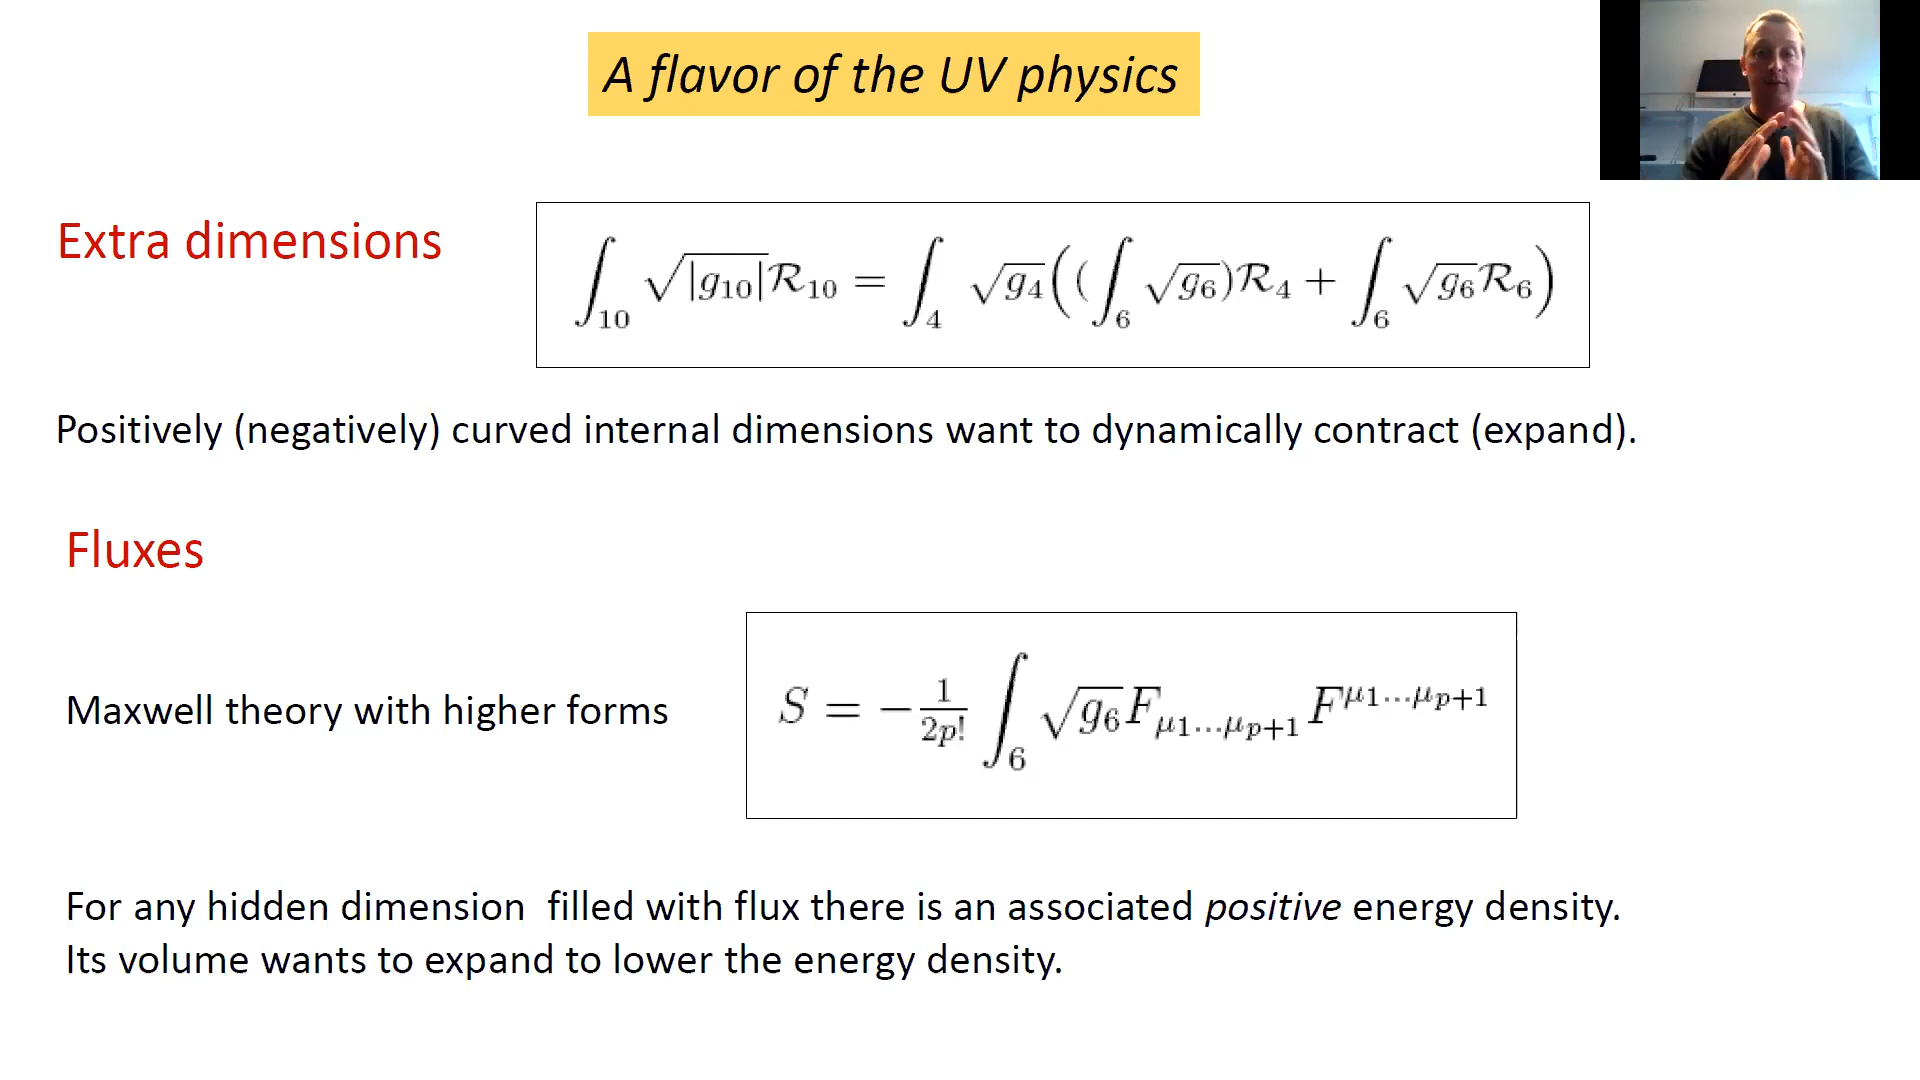 A flavor of the UV physics
Extra dimensions
∫₁₀ √|g₁₀| ℛ₁₀ = ∫₄ √g₄ ( (∫₆ √g₆) ℛ₄ + ∫₆ √g₆ ℛ₆ )
Positively (negatively) curved internal dimensions want to dynamically contract (expand).
Fluxes
Maxwell theory with higher forms
S = − 1/2p! ∫₆ √g₆ F_{μ1...μp+1} F^{μ1...μp+1}
For any hidden dimension filled with flux there is an associated positive energy density.
Its volume wants to expand to lower the energy density.